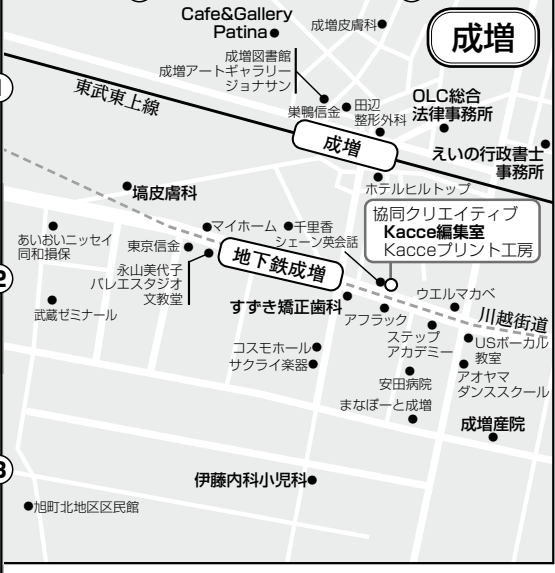 Cafe&Gallery
Patina
成増皮膚科
成増
成増図書館
成増アートギャラリー
ジョナサン
1
東武東上線
巣鴨信金
田辺
整形外科
OLC総合
法律事務所
成増
えいの行政書士
事務所
ホテルヒルトップ
塙皮膚科
協同クリエイティブ
Kacce編集室
Kacceプリント工房
マイホーム
千里香
シェーン英会話
あいおいニッセイ
同和損保
東京信金
地下鉄成増
永山美代子
バレエスタジオ
文教堂
2
武蔵ゼミナール
すずき矯正歯科
ウエルマカベ
アフラック
川越街道
ステップ
アカデミー
USボーカル
教室
コスモホール
サクライ楽器
アオヤマ
ダンススクール
安田病院
まなぽーと成増
成増産院
3
伊藤内科小児科
旭町北地区区民館